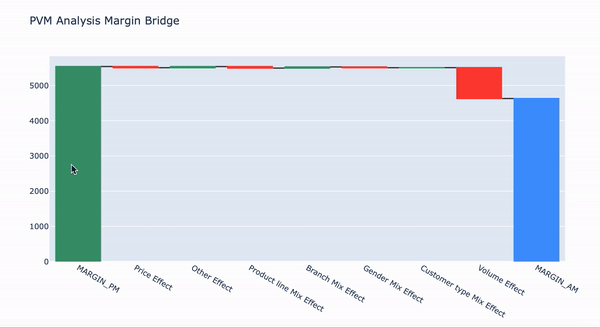 PVM Analysis Margin Bridge
5000
4000
3000
2000
1000
0
MARGIN_PM
Price Effect
Other Effect
Product line Mix Effect
Branch Mix Effect
Gender Mix Effect
Customer type Mix Effect
Volume Effect
MARGIN_AM